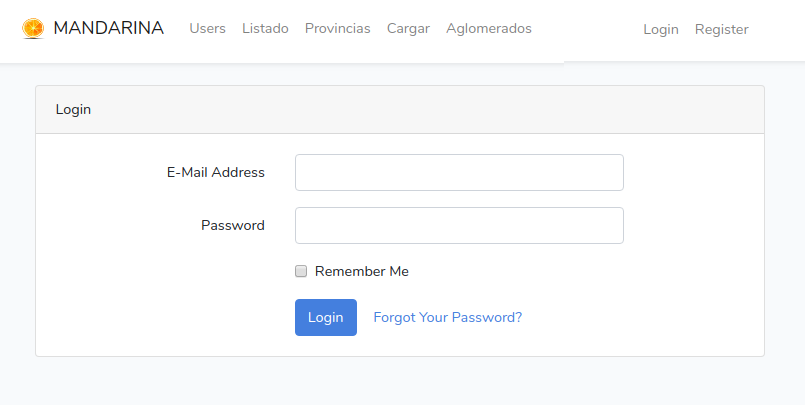 MANDARINA Users Listado Provincias Cargar Aglomerados Login Register
Login
E-Mail Address
Password
Remember Me
Login Forgot Your Password?